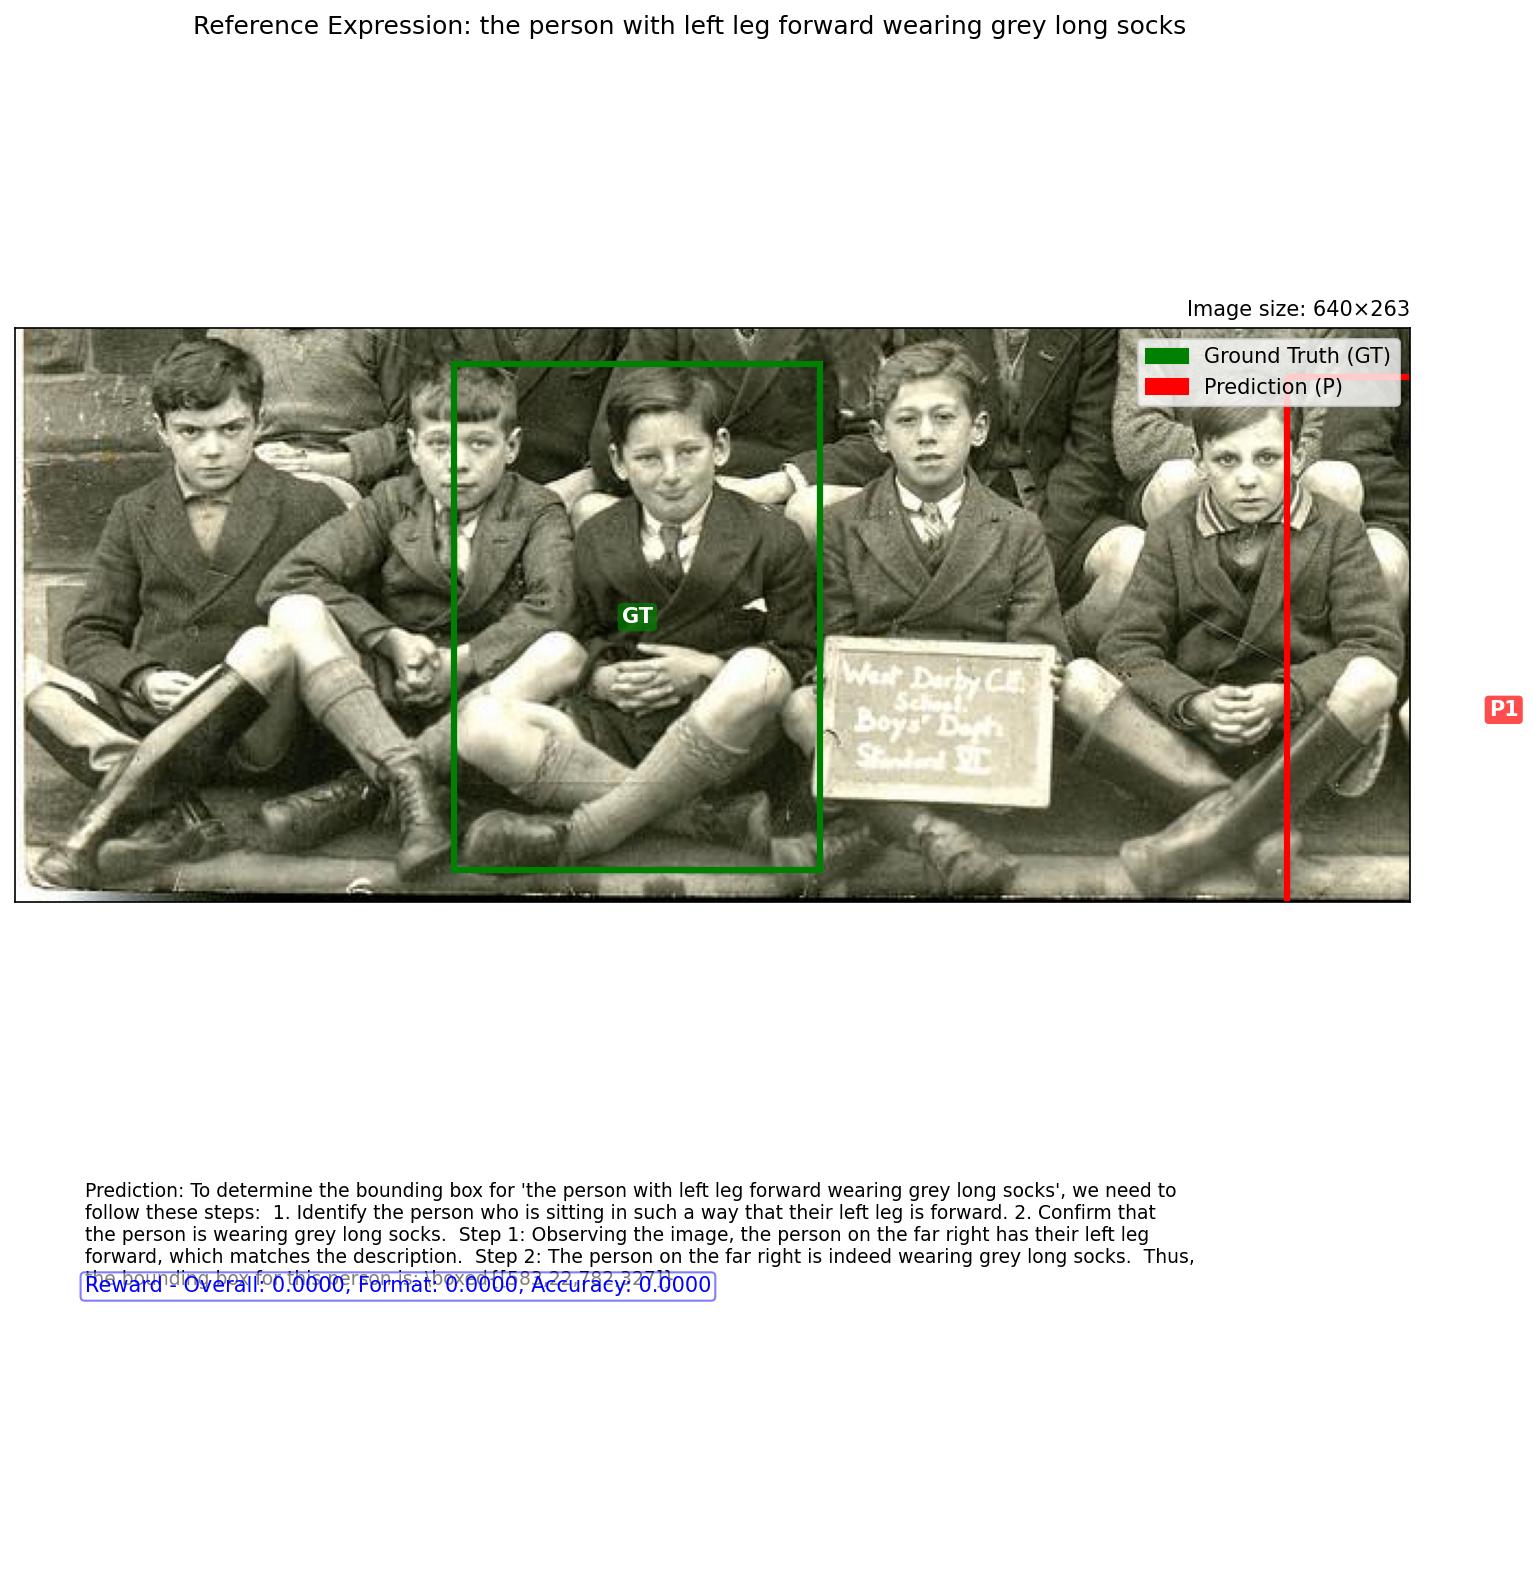 Reference Expression: the person with left leg forward wearing grey long socks
Image size: 640×263
Ground Truth (GT)
Prediction (P)
GT
West Derby C.E.
School.
Boys' Dept.
Standard VI
P1
Prediction: To determine the bounding box for 'the person with left leg forward wearing grey long socks', we need to
follow these steps:  1. Identify the person who is sitting in such a way that their left leg is forward. 2. Confirm that
the person is wearing grey long socks.  Step 1: Observing the image, the person on the far right has their left leg
forward, which matches the description.  Step 2: The person on the far right is indeed wearing grey long socks.  Thus,
the bounding box for this person is: \boxed{[583,22,782,327]}.
Reward - Overall: 0.0000, Format: 0.0000, Accuracy: 0.0000